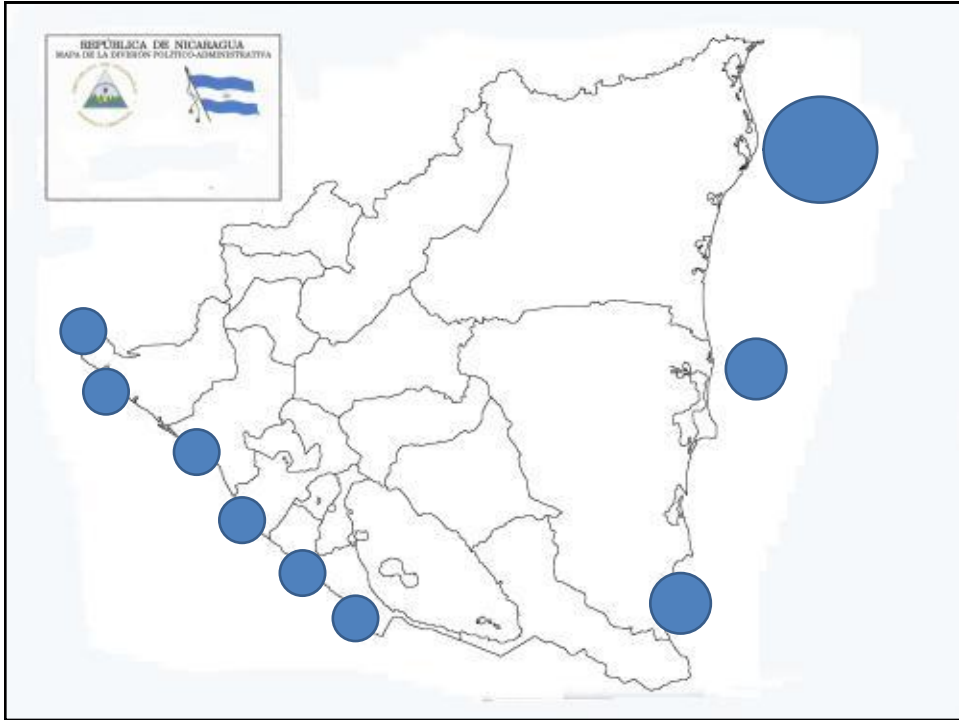 REPÚBLICA DE NICARAGUA
MAPA DE LA DIVISIÓN POLÍTICO-ADMINISTRATIVA